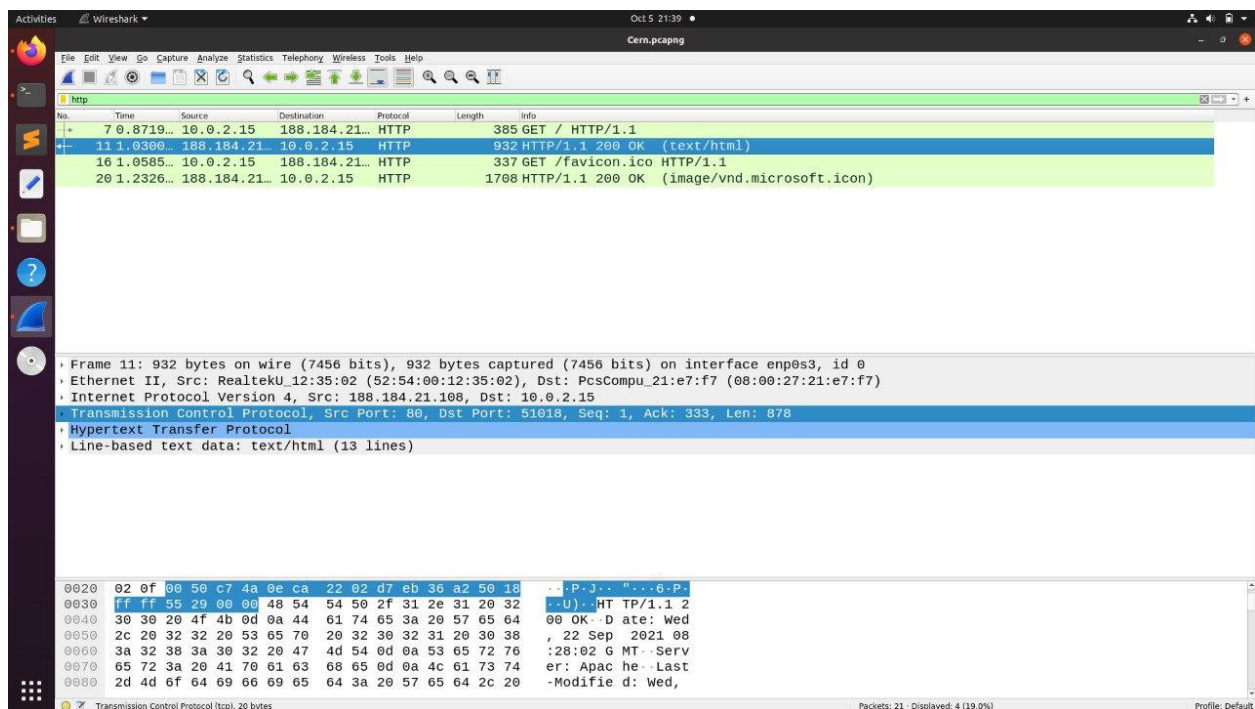 Activities Wireshark Oct 5 21:39
Cern.pcapng
File Edit View Go Capture Analyze Statistics Telephony Wireless Tools Help
http
No. Time Source Destination Protocol Length Info
7 0.8719… 10.0.2.15 188.184.21… HTTP 385 GET / HTTP/1.1
11 1.0300… 188.184.21… 10.0.2.15 HTTP 932 HTTP/1.1 200 OK (text/html)
16 1.0585… 10.0.2.15 188.184.21… HTTP 337 GET /favicon.ico HTTP/1.1
20 1.2326… 188.184.21… 10.0.2.15 HTTP 1708 HTTP/1.1 200 OK (image/vnd.microsoft.icon)
Frame 11: 932 bytes on wire (7456 bits), 932 bytes captured (7456 bits) on interface enp0s3, id 0
Ethernet II, Src: RealtekU_12:35:02 (52:54:00:12:35:02), Dst: PcsCompu_21:e7:f7 (08:00:27:21:e7:f7)
Internet Protocol Version 4, Src: 188.184.21.108, Dst: 10.0.2.15
Transmission Control Protocol, Src Port: 80, Dst Port: 51018, Seq: 1, Ack: 333, Len: 878
Hypertext Transfer Protocol
Line-based text data: text/html (13 lines)
0020 02 0f 00 50 c7 4a 0e ca 22 02 d7 eb 36 a2 50 18 ···P·J·· "···6·P·
0030 ff ff 55 29 00 00 48 54 54 50 2f 31 2e 31 20 32 ··U)··HT TP/1.1 2
0040 30 30 20 4f 4b 0d 0a 44 61 74 65 3a 20 57 65 64 00 OK··D ate: Wed
0050 2c 20 32 32 20 53 65 70 20 32 30 32 31 20 30 38 , 22 Sep 2021 08
0060 3a 32 38 3a 30 32 20 47 4d 54 0d 0a 53 65 72 76 :28:02 G MT··Serv
0070 65 72 3a 20 41 70 61 63 68 65 0d 0a 4c 61 73 74 er: Apac he··Last
0080 2d 4d 6f 64 69 66 69 65 64 3a 20 57 65 64 2c 20 -Modifie d: Wed,
Transmission Control Protocol (tcp), 20 bytes Packets: 21 · Displayed: 4 (19.0%) Profile: Default